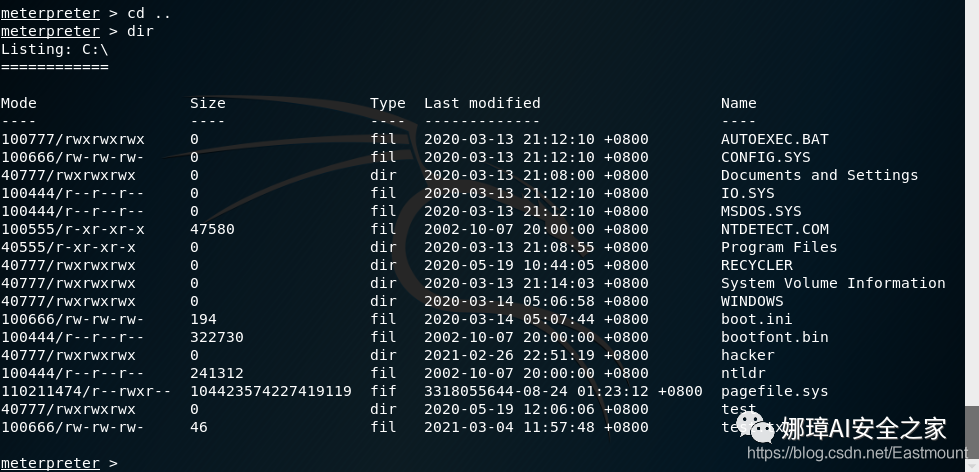 meterpreter > cd ..
meterpreter > dir
Listing: C:\
============
Mode Size Type Last modified Name
---- ---- ---- ------------- ----
100777/rwxrwxrwx 0 fil 2020-03-13 21:12:10 +0800 AUTOEXEC.BAT
100666/rw-rw-rw- 0 fil 2020-03-13 21:12:10 +0800 CONFIG.SYS
40777/rwxrwxrwx 0 dir 2020-03-13 21:08:00 +0800 Documents and Settings
100444/r--r--r-- 0 fil 2020-03-13 21:12:10 +0800 IO.SYS
100444/r--r--r-- 0 fil 2020-03-13 21:12:10 +0800 MSDOS.SYS
100555/r-xr-xr-x 47580 fil 2002-10-07 20:00:00 +0800 NTDETECT.COM
40555/r-xr-xr-x 0 dir 2020-03-13 21:08:55 +0800 Program Files
40777/rwxrwxrwx 0 dir 2020-05-19 10:44:05 +0800 RECYCLER
40777/rwxrwxrwx 0 dir 2020-03-13 21:14:03 +0800 System Volume Information
40777/rwxrwxrwx 0 dir 2020-03-14 05:06:58 +0800 WINDOWS
100666/rw-rw-rw- 194 fil 2020-03-14 05:07:44 +0800 boot.ini
100444/r--r--r-- 322730 fil 2002-10-07 20:00:00 +0800 bootfont.bin
40777/rwxrwxrwx 0 dir 2021-02-26 22:51:19 +0800 hacker
100444/r--r--r-- 241312 fil 2002-10-07 20:00:00 +0800 ntldr
110211474/r--rwxr-- 104423574227419119 fif 3318055644-08-24 01:23:12 +0800 pagefile.sys
40777/rwxrwxrwx 0 dir 2020-05-19 12:06:06 +0800 test
100666/rw-rw-rw- 46 fil 2021-03-04 11:57:48 +0800
娜璋AI安全之家
https://blog.csdn.net/Eastmount
meterpreter >